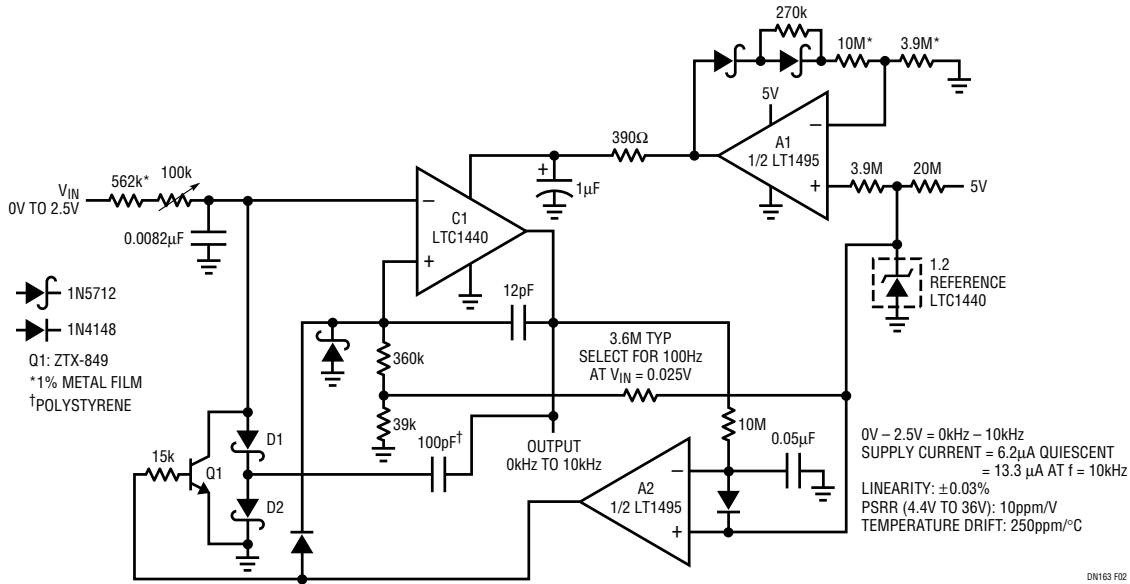 270k
10M*
3.9M*
5V
390Ω
−
A1
1/2 LT1495
+
3.9M
20M
5V
+
1µF
VIN
0V TO 2.5V
562k*
100k
0.0082µF
−
C1
LTC1440
+
1.2
REFERENCE
LTC1440
1N5712
1N4148
Q1: ZTX-849
*1% METAL FILM
†POLYSTYRENE
12pF
360k
3.6M TYP
SELECT FOR 100Hz
AT VIN = 0.025V
39k
100pF†
OUTPUT
0kHz TO 10kHz
10M
0.05µF
15k
Q1
D1
D2
−
A2
1/2 LT1495
+
0V – 2.5V = 0kHz – 10kHz
SUPPLY CURRENT = 6.2µA QUIESCENT
= 13.3 µA AT f = 10kHz
LINEARITY: ±0.03%
PSRR (4.4V TO 36V): 10ppm/V
TEMPERATURE DRIFT: 250ppm/°C
DN163 F02